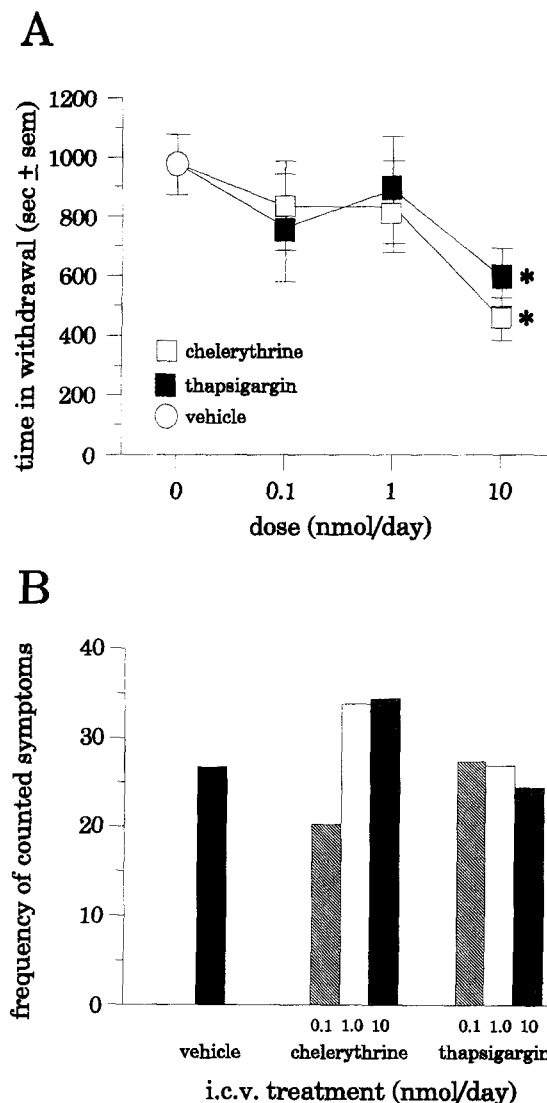 A
time in withdrawal (sec ± sem)
1200
1000
800
600
400
200
0
*
*
chelerythrine
thapsigargin
vehicle
0 0.1 1 10
dose (nmol/day)
B
frequency of counted symptoms
40
30
20
10
0
0.1 1.0 10 0.1 1.0 10
vehicle chelerythrine thapsigargin
i.c.v. treatment (nmol/day)